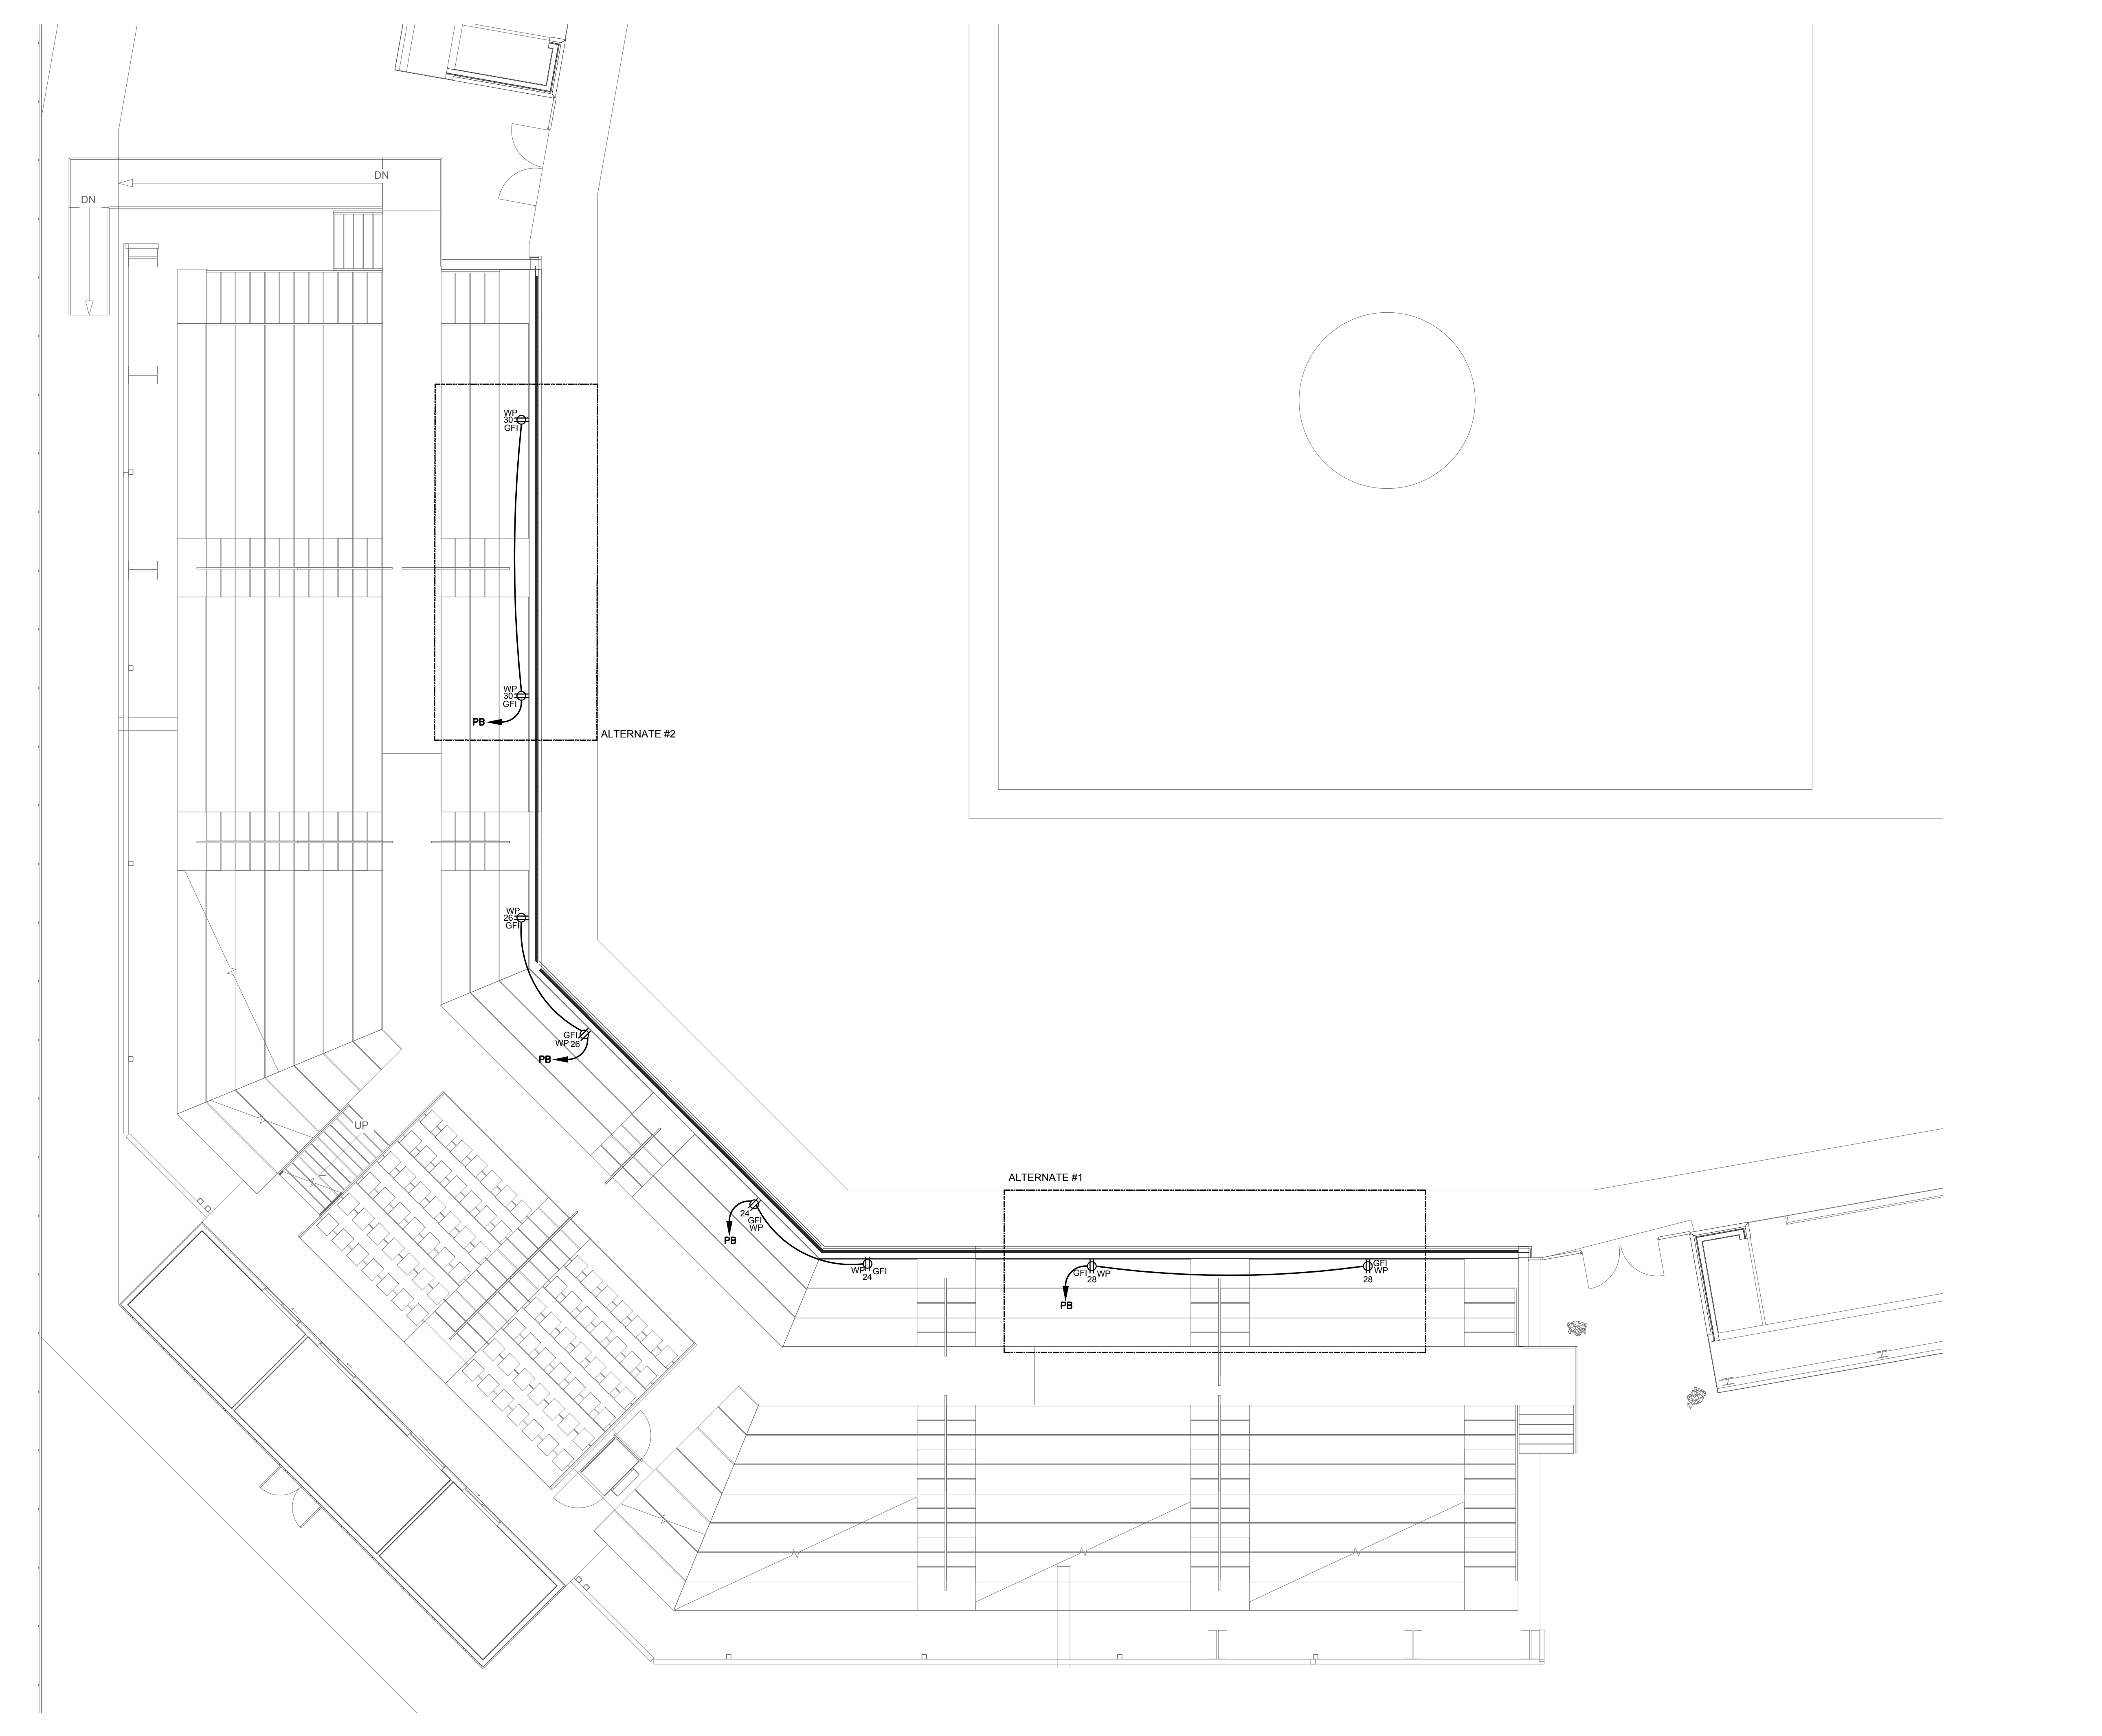 DN
DN
WP
30
GFI
WP
30
GFI
PB
ALTERNATE #2
WP
26
GFI
GFI
WP 26
PB
UP
ALTERNATE #1
24
GFI
WP
PB
WP GFI
24
GFI WP
28
PB
GFI
WP
28